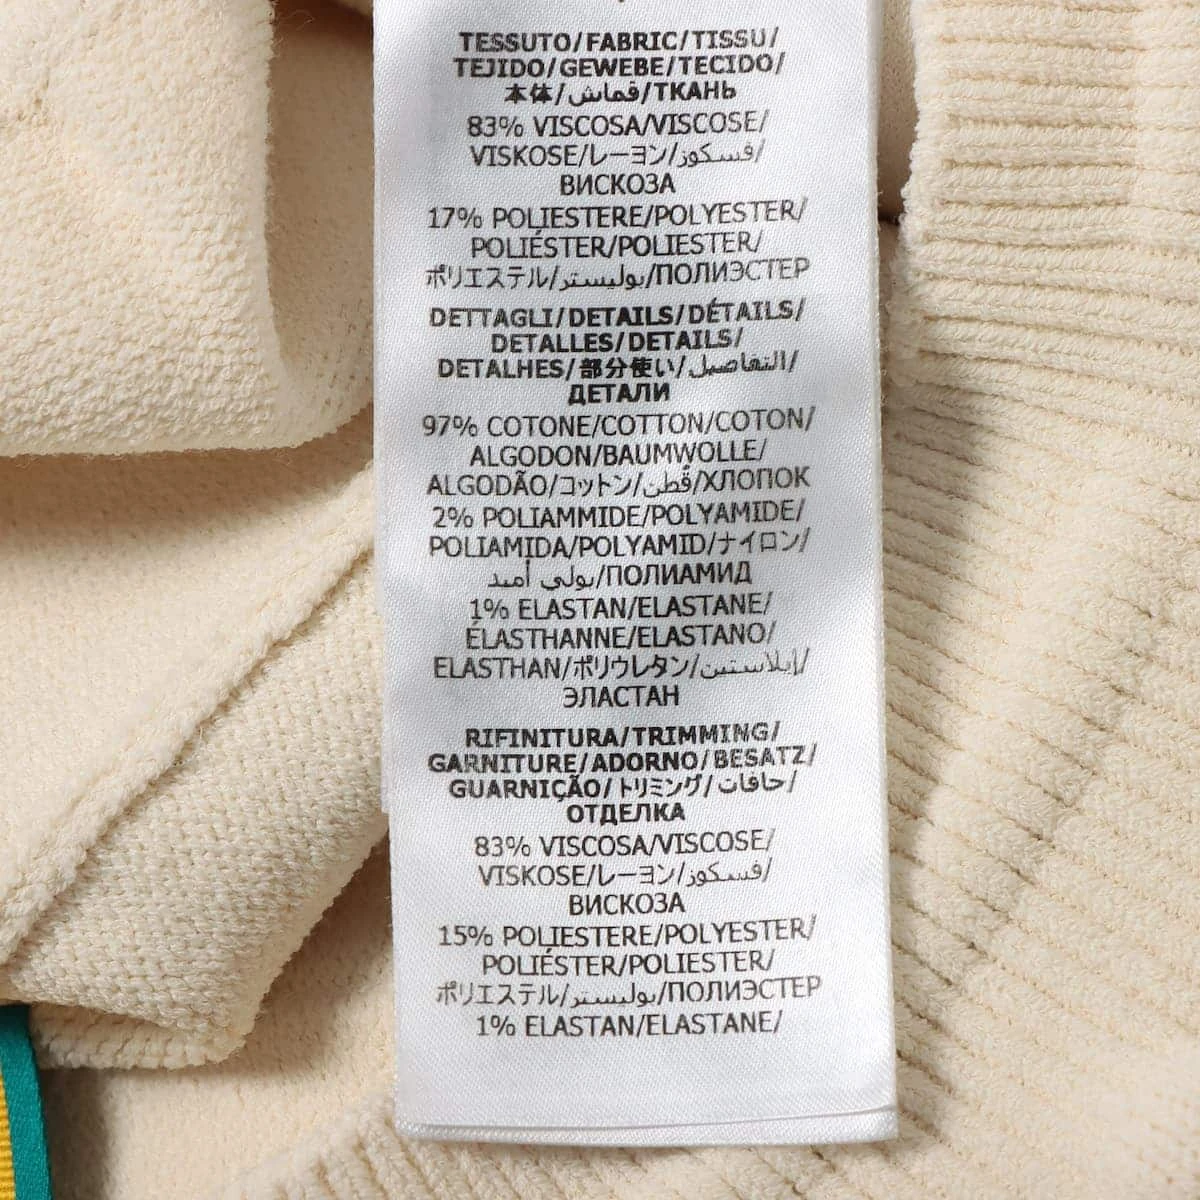 TESSUTO/FABRIC/TISSU/
TEJIDO/GEWEBE/TECIDO/
本体/قماش/ТКАНЬ
83% VISCOSA/VISCOSE/
VISKOSE/レーヨン/فسكوز/
ВИСКОЗА
17% POLIESTERE/POLYESTER/
POLIÉSTER/POLIESTER/
ポリエステル/بوليستر/ПОЛИЭСТЕР
DETTAGLI/DETAILS/DÉTAILS/
DETALLES/DETAILS/
DETALHES/部分使い/التفاصيل/
ДЕТАЛИ
97% COTONE/COTTON/COTON/
ALGODON/BAUMWOLLE/
ALGODÃO/コットン/قُطن/ХЛОПОК
2% POLIAMMIDE/POLYAMIDE/
POLIAMIDA/POLYAMID/ナイロン/
بولي أميد/ПОЛИАМИД
1% ELASTAN/ELASTANE/
ÉLASTHANNE/ELASTANO/
ELASTHAN/ポリウレタン/إيلاستين/
ЭЛАСТАН
RIFINITURA/TRIMMING/
GARNITURE/ADORNO/BESATZ/
GUARNIÇÃO/トリミング/حافات/
ОТДЕЛКА
83% VISCOSA/VISCOSE/
VISKOSE/レーヨン/فسكوز/
ВИСКОЗА
15% POLIESTERE/POLYESTER/
POLIÉSTER/POLIESTER/
ポリエステル/بوليستر/ПОЛИЭСТЕР
1% ELASTAN/ELASTANE/